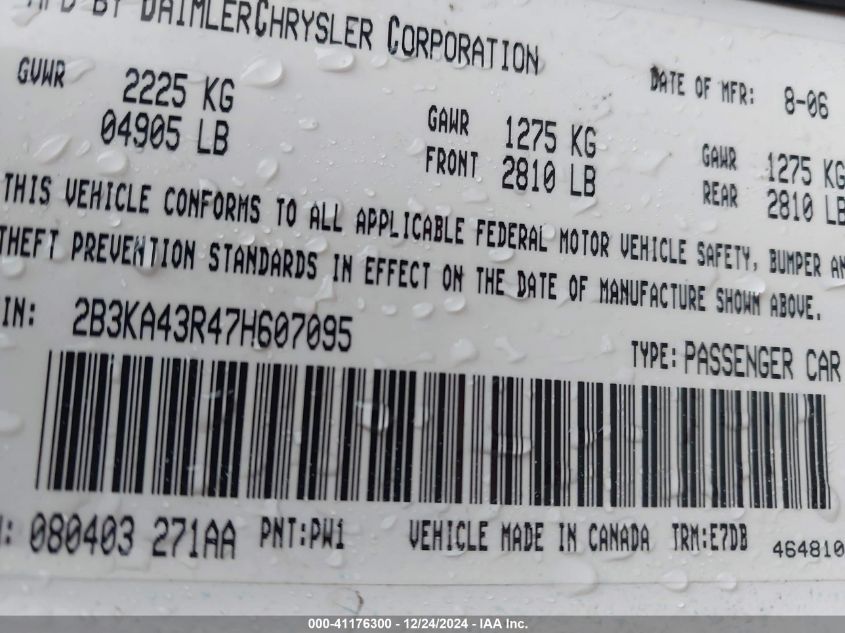 MFD BY DAIMLERCHRYSLER CORPORATION
DATE OF MFR: 8-06
GVWR 2225 KG
04905 LB
GAWR 1275 KG
FRONT 2810 LB
GAWR 1275 KG
REAR 2810 LB
THIS VEHICLE CONFORMS TO ALL APPLICABLE FEDERAL MOTOR VEHICLE SAFETY, BUMPER AN
THEFT PREVENTION STANDARDS IN EFFECT ON THE DATE OF MANUFACTURE SHOWN ABOVE.
IN: 2B3KA43R47H607095
TYPE: PASSENGER CAR
: 080403 271AA PNT:PW1 VEHICLE MADE IN CANADA TRM:E7DB 464810
000-41176300 - 12/24/2024 - IAA Inc.